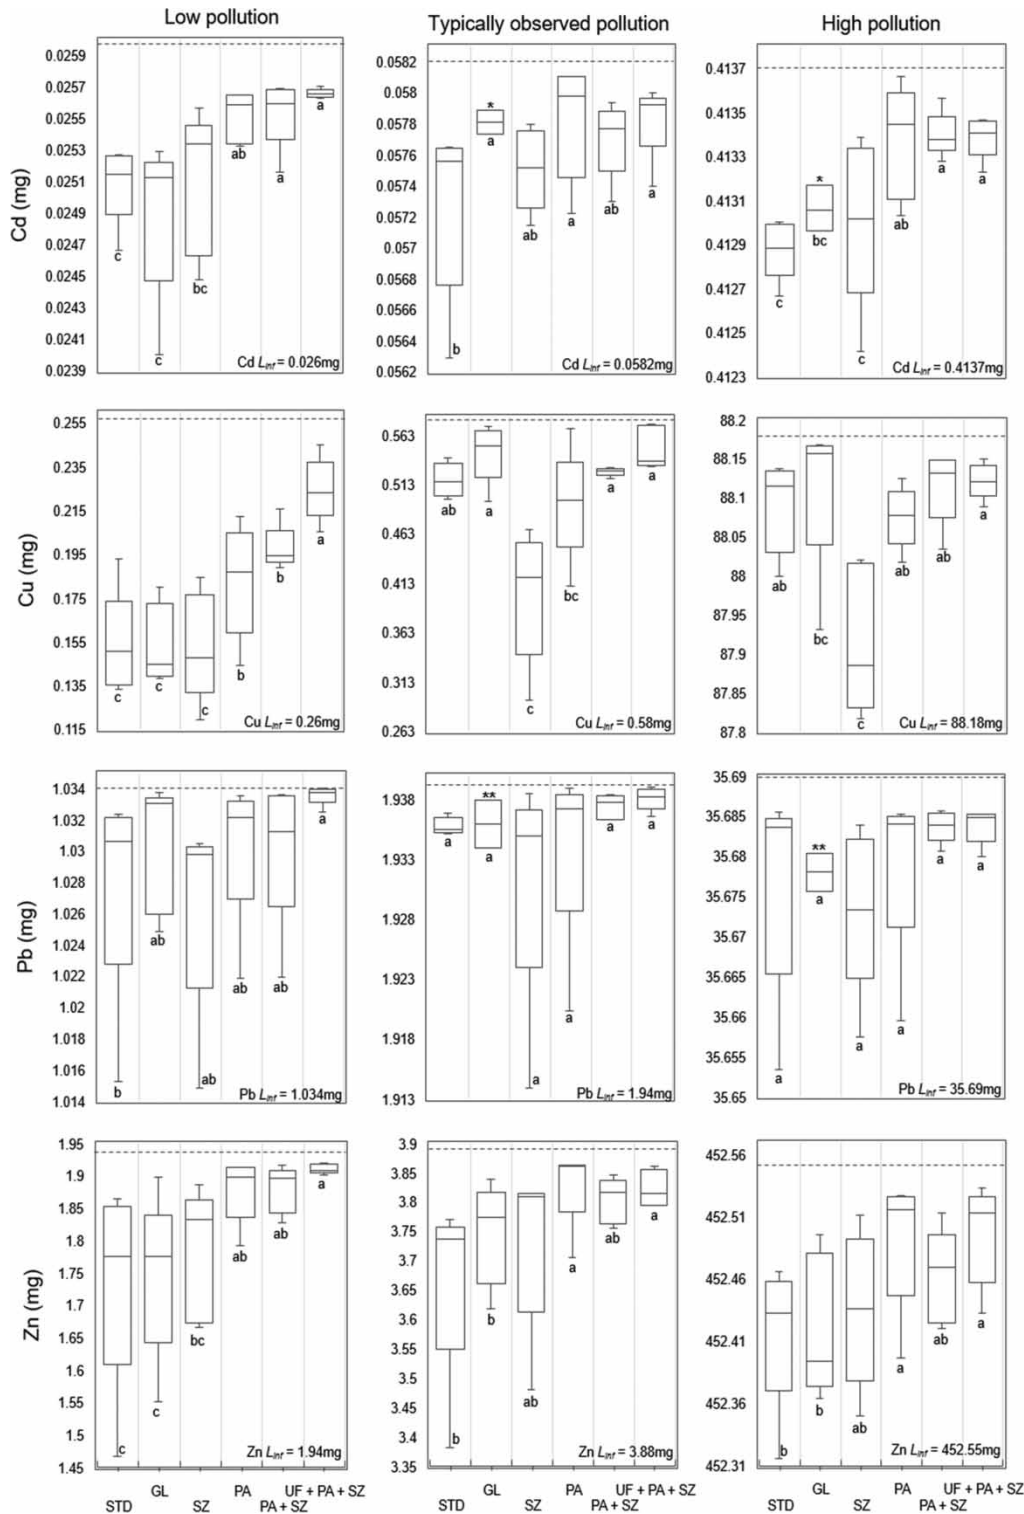 Low pollution
Typically observed pollution
High pollution
Cd (mg)
0.0259
0.0257
0.0255
0.0253
0.0251
0.0249
0.0247
0.0245
0.0243
0.0241
0.0239
c
c
bc
ab
a
a
Cd Linf = 0.026mg
0.0582
0.058
0.0578
0.0576
0.0574
0.0572
0.057
0.0568
0.0566
0.0564
0.0562
*
b
a
ab
a
ab
a
Cd Linf = 0.0582mg
0.4137
0.4135
0.4133
0.4131
0.4129
0.4127
0.4125
0.4123
*
c
bc
c
ab
a
a
Cd Linf = 0.4137mg
Cu (mg)
0.255
0.235
0.215
0.195
0.175
0.155
0.135
0.115
c
c
c
b
b
a
Cu Linf = 0.26mg
0.563
0.513
0.463
0.413
0.363
0.313
0.263
ab
a
c
bc
a
a
Cu Linf = 0.58mg
88.2
88.15
88.1
88.05
88
87.95
87.9
87.85
87.8
ab
bc
c
ab
ab
a
Cu Linf = 88.18mg
Pb (mg)
1.034
1.032
1.03
1.028
1.026
1.024
1.022
1.02
1.018
1.016
1.014
b
ab
ab
ab
ab
a
Pb Linf = 1.034mg
1.938
1.933
1.928
1.923
1.918
1.913
**
a
a
a
a
a
a
Pb Linf = 1.94mg
35.69
35.685
35.68
35.675
35.67
35.665
35.66
35.655
35.65
**
a
a
a
a
a
a
Pb Linf = 35.69mg
Zn (mg)
1.95
1.9
1.85
1.8
1.75
1.7
1.65
1.6
1.55
1.5
1.45
c
c
bc
ab
ab
a
Zn Linf = 1.94mg
3.9
3.85
3.8
3.75
3.7
3.65
3.6
3.55
3.5
3.45
3.4
3.35
b
b
ab
a
ab
a
Zn Linf = 3.88mg
452.56
452.51
452.46
452.41
452.36
452.31
b
b
ab
a
ab
a
Zn Linf = 452.55mg
STD
GL
SZ
PA
PA + SZ
UF + PA + SZ
STD
GL
SZ
PA
PA + SZ
UF + PA + SZ
STD
GL
SZ
PA
PA + SZ
UF + PA + SZ